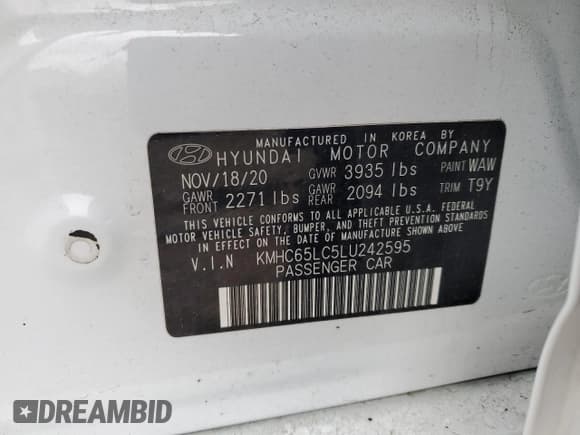 MANUFACTURED IN KOREA BY
HYUNDAI MOTOR COMPANY
NOV/18/20 GVWR 3935 lbs PAINT WAW
GAWR FRONT 2271 lbs GAWR REAR 2094 lbs TRIM T9Y
THIS VEHICLE CONFORMS TO ALL APPLICABLE U.S.A. FEDERAL
MOTOR VEHICLE SAFETY, BUMPER, AND THEFT PREVENTION STANDARDS
IN EFFECT ON THE DATE OF MANUFACTURE SHOWN ABOVE.
V.I.N KMHC65LC5LU242595
PASSENGER CAR
DREAMBID